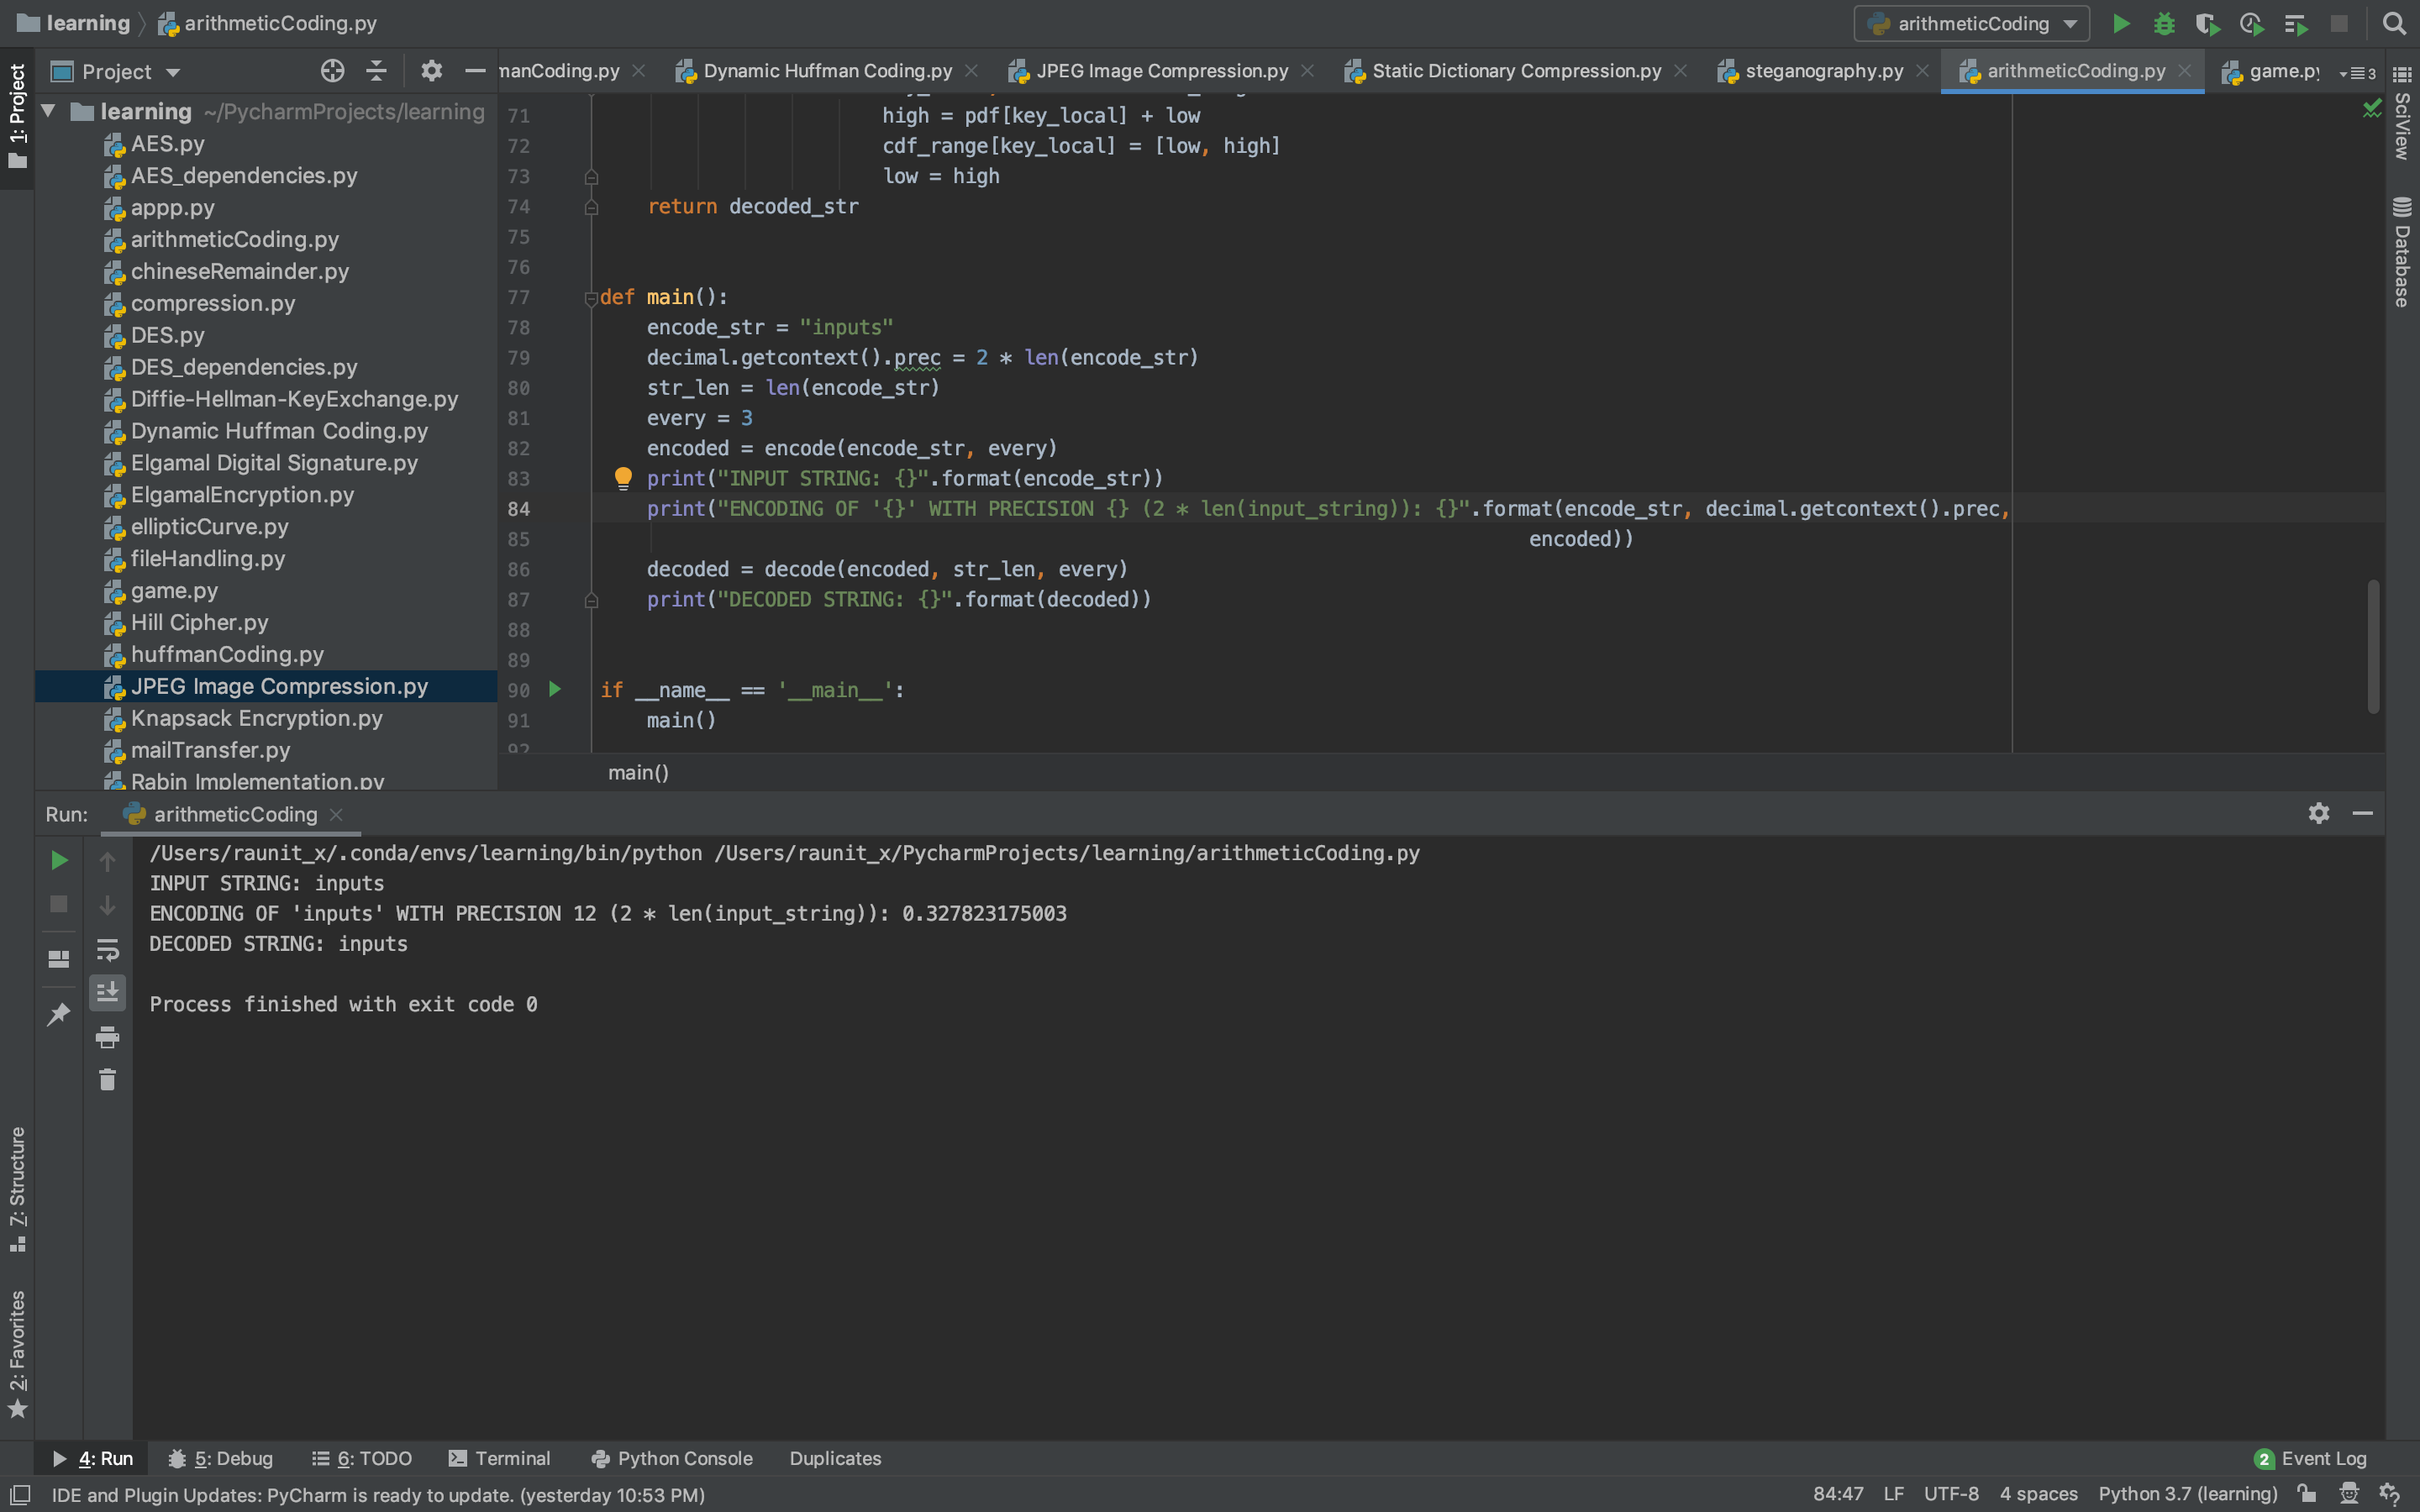 learning arithmeticCoding.py
arithmeticCoding
1: Project
Project
manCoding.py
Dynamic Huffman Coding.py
JPEG Image Compression.py
Static Dictionary Compression.py
steganography.py
arithmeticCoding.py
game.py
3
learning ~/PycharmProjects/learning
AES.py
AES_dependencies.py
appp.py
arithmeticCoding.py
chineseRemainder.py
compression.py
DES.py
DES_dependencies.py
Diffie-Hellman-KeyExchange.py
Dynamic Huffman Coding.py
Elgamal Digital Signature.py
ElgamalEncryption.py
ellipticCurve.py
fileHandling.py
game.py
Hill Cipher.py
huffmanCoding.py
JPEG Image Compression.py
Knapsack Encryption.py
mailTransfer.py
Rabin Implementation.py
71 high = pdf[key_local] + low
72 cdf_range[key_local] = [low, high]
73 low = high
74 return decoded_str
75
76
77 def main():
78 encode_str = "inputs"
79 decimal.getcontext().prec = 2 * len(encode_str)
80 str_len = len(encode_str)
81 every = 3
82 encoded = encode(encode_str, every)
83 print("INPUT STRING: {}".format(encode_str))
84 print("ENCODING OF '{}' WITH PRECISION {} (2 * len(input_string)): {}".format(encode_str, decimal.getcontext().prec,
85 encoded))
86 decoded = decode(encoded, str_len, every)
87 print("DECODED STRING: {}".format(decoded))
88
89
90 if __name__ == '__main__':
91 main()
92
main()
SciView
Database
Run: arithmeticCoding
/Users/raunit_x/.conda/envs/learning/bin/python /Users/raunit_x/PycharmProjects/learning/arithmeticCoding.py
INPUT STRING: inputs
ENCODING OF 'inputs' WITH PRECISION 12 (2 * len(input_string)): 0.327823175003
DECODED STRING: inputs
Process finished with exit code 0
7: Structure
2: Favorites
4: Run 5: Debug 6: TODO Terminal Python Console Duplicates 2 Event Log
IDE and Plugin Updates: PyCharm is ready to update. (yesterday 10:53 PM) 84:47 LF UTF-8 4 spaces Python 3.7 (learning)